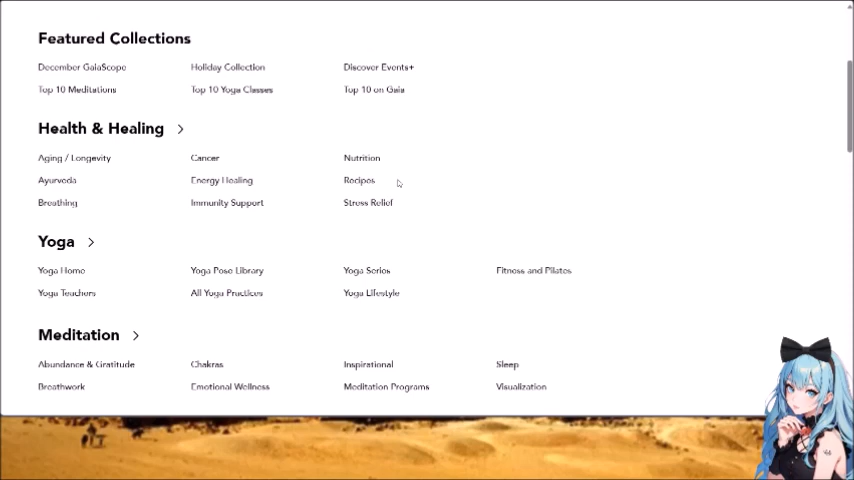 Featured Collections
December GaiaScope Holiday Collection Discover Events+
Top 10 Meditations Top 10 Yoga Classes Top 10 on Gaia
Health & Healing
Aging / Longevity Cancer Nutrition
Ayurveda Energy Healing Recipes
Breathing Immunity Support Stress Relief
Yoga
Yoga Home Yoga Pose Library Yoga Series Fitness and Pilates
Yoga Teachers All Yoga Practices Yoga Lifestyle
Meditation
Abundance & Gratitude Chakras Inspirational Sleep
Breathwork Emotional Wellness Meditation Programs Visualization